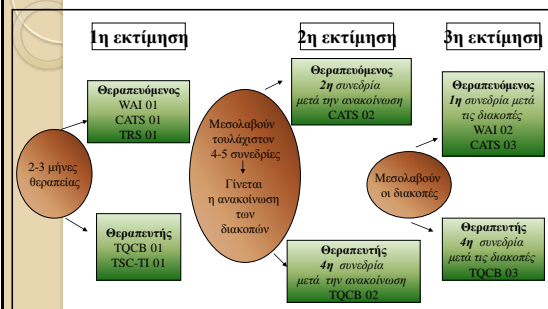 1η εκτίμηση
2η εκτίμηση
3η εκτίμηση
2-3 μήνες
θεραπείας
Θεραπευόμενος
WAI 01
CATS 01
TRS 01
Θεραπευτής
TQCB 01
TSC-TI 01
Μεσολαβούν
τουλάχιστον
4-5 συνεδρίες
Γίνεται
η ανακοίνωση
των
διακοπών
Θεραπευόμενος
2η συνεδρία
μετά την ανακοίνωση
CATS 02
Θεραπευτής
4η συνεδρία
μετά την ανακοίνωση
TQCB 02
Μεσολαβούν
οι διακοπές
Θεραπευόμενος
1η συνεδρία μετά
τις διακοπές
WAI 02
CATS 03
Θεραπευτής
4η συνεδρία
μετά τις διακοπές
TQCB 03